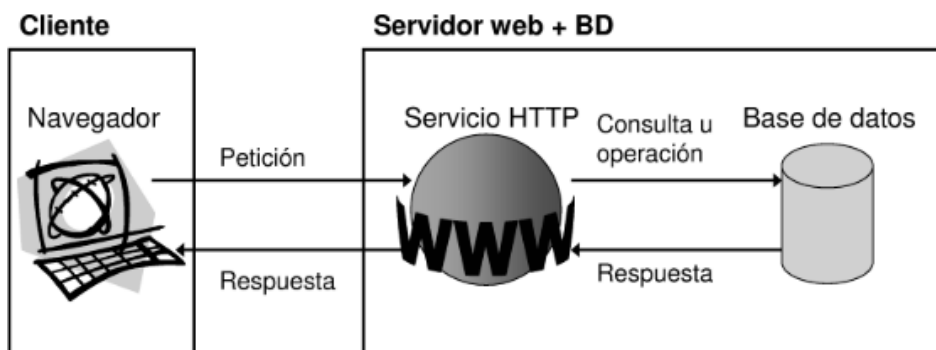 Cliente
Servidor web + BD
Navegador
Servicio HTTP
Consulta u
operación
Base de datos
Petición
WWW
Respuesta
Respuesta